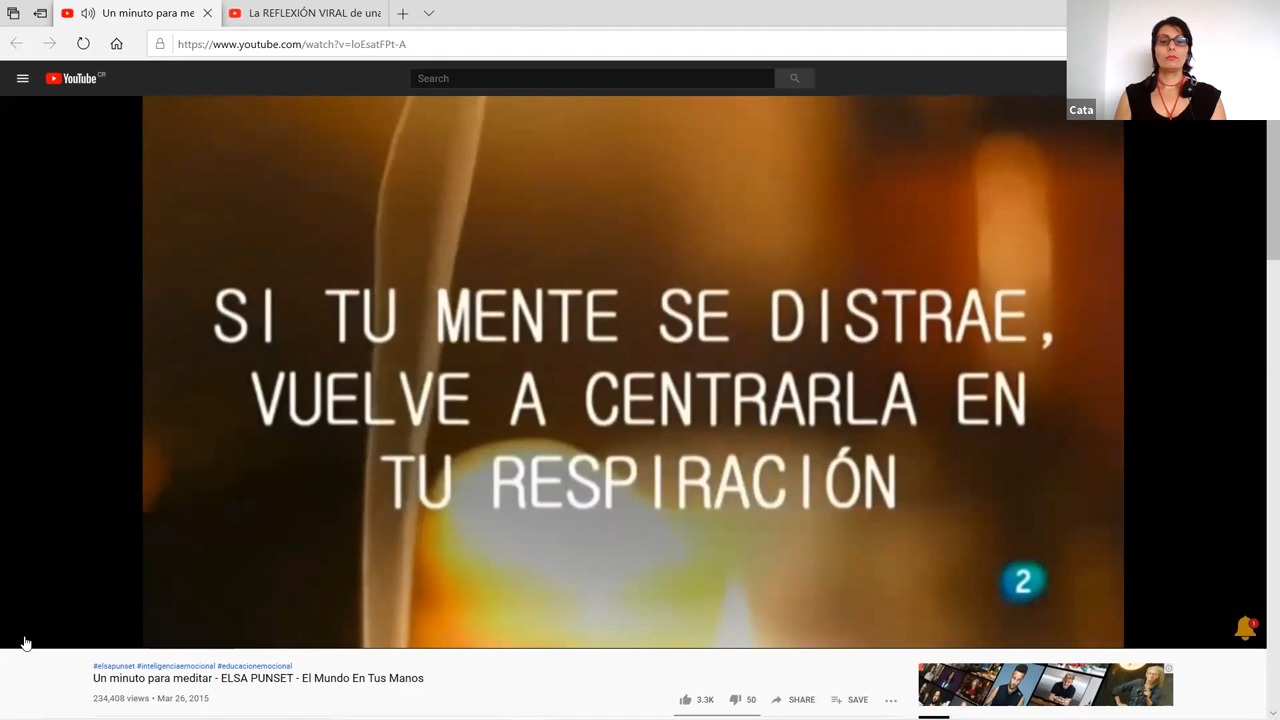 Un minuto para me
La REFLEXIÓN VIRAL de una
https://www.youtube.com/watch?v=loEsatFPt-A
YouTube CR
Search
Cata
SI TU MENTE SE DISTRAE,
VUELVE A CENTRARLA EN
TU RESPIRACIÓN
2
1
#elsapunset #inteligenciaemocional #educacionemocional
Un minuto para meditar - ELSA PUNSET - El Mundo En Tus Manos
234,408 views • Mar 26, 2015
3.3K
50
SHARE
SAVE